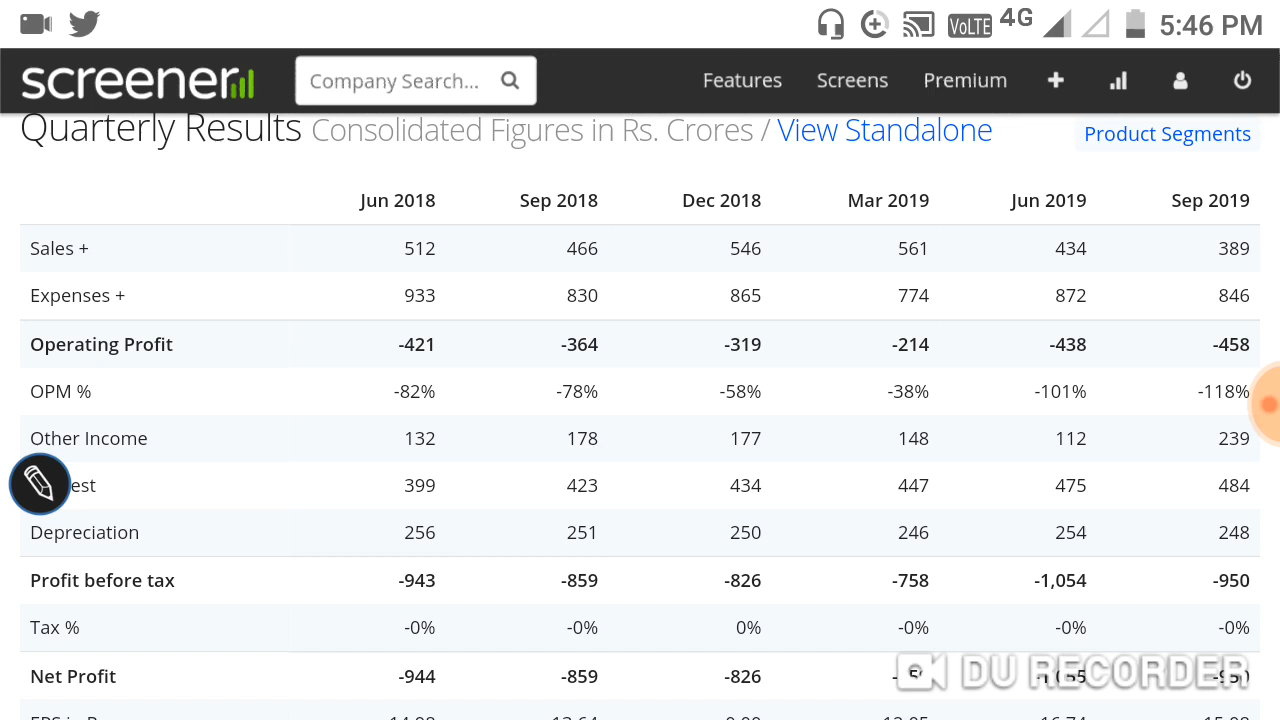 VoLTE 4G 5:46 PM
screener Company Search... Features Screens Premium
Quarterly Results Consolidated Figures in Rs. Crores / View Standalone Product Segments
Jun 2018 Sep 2018 Dec 2018 Mar 2019 Jun 2019 Sep 2019
Sales + 512 466 546 561 434 389
Expenses + 933 830 865 774 872 846
Operating Profit -421 -364 -319 -214 -438 -458
OPM % -82% -78% -58% -38% -101% -118%
Other Income 132 178 177 148 112 239
est 399 423 434 447 475 484
Depreciation 256 251 250 246 254 248
Profit before tax -943 -859 -826 -758 -1,054 -950
Tax % -0% -0% 0% -0% -0% -0%
Net Profit -944 -859 -826 -1,055 -950
DU RECORDER